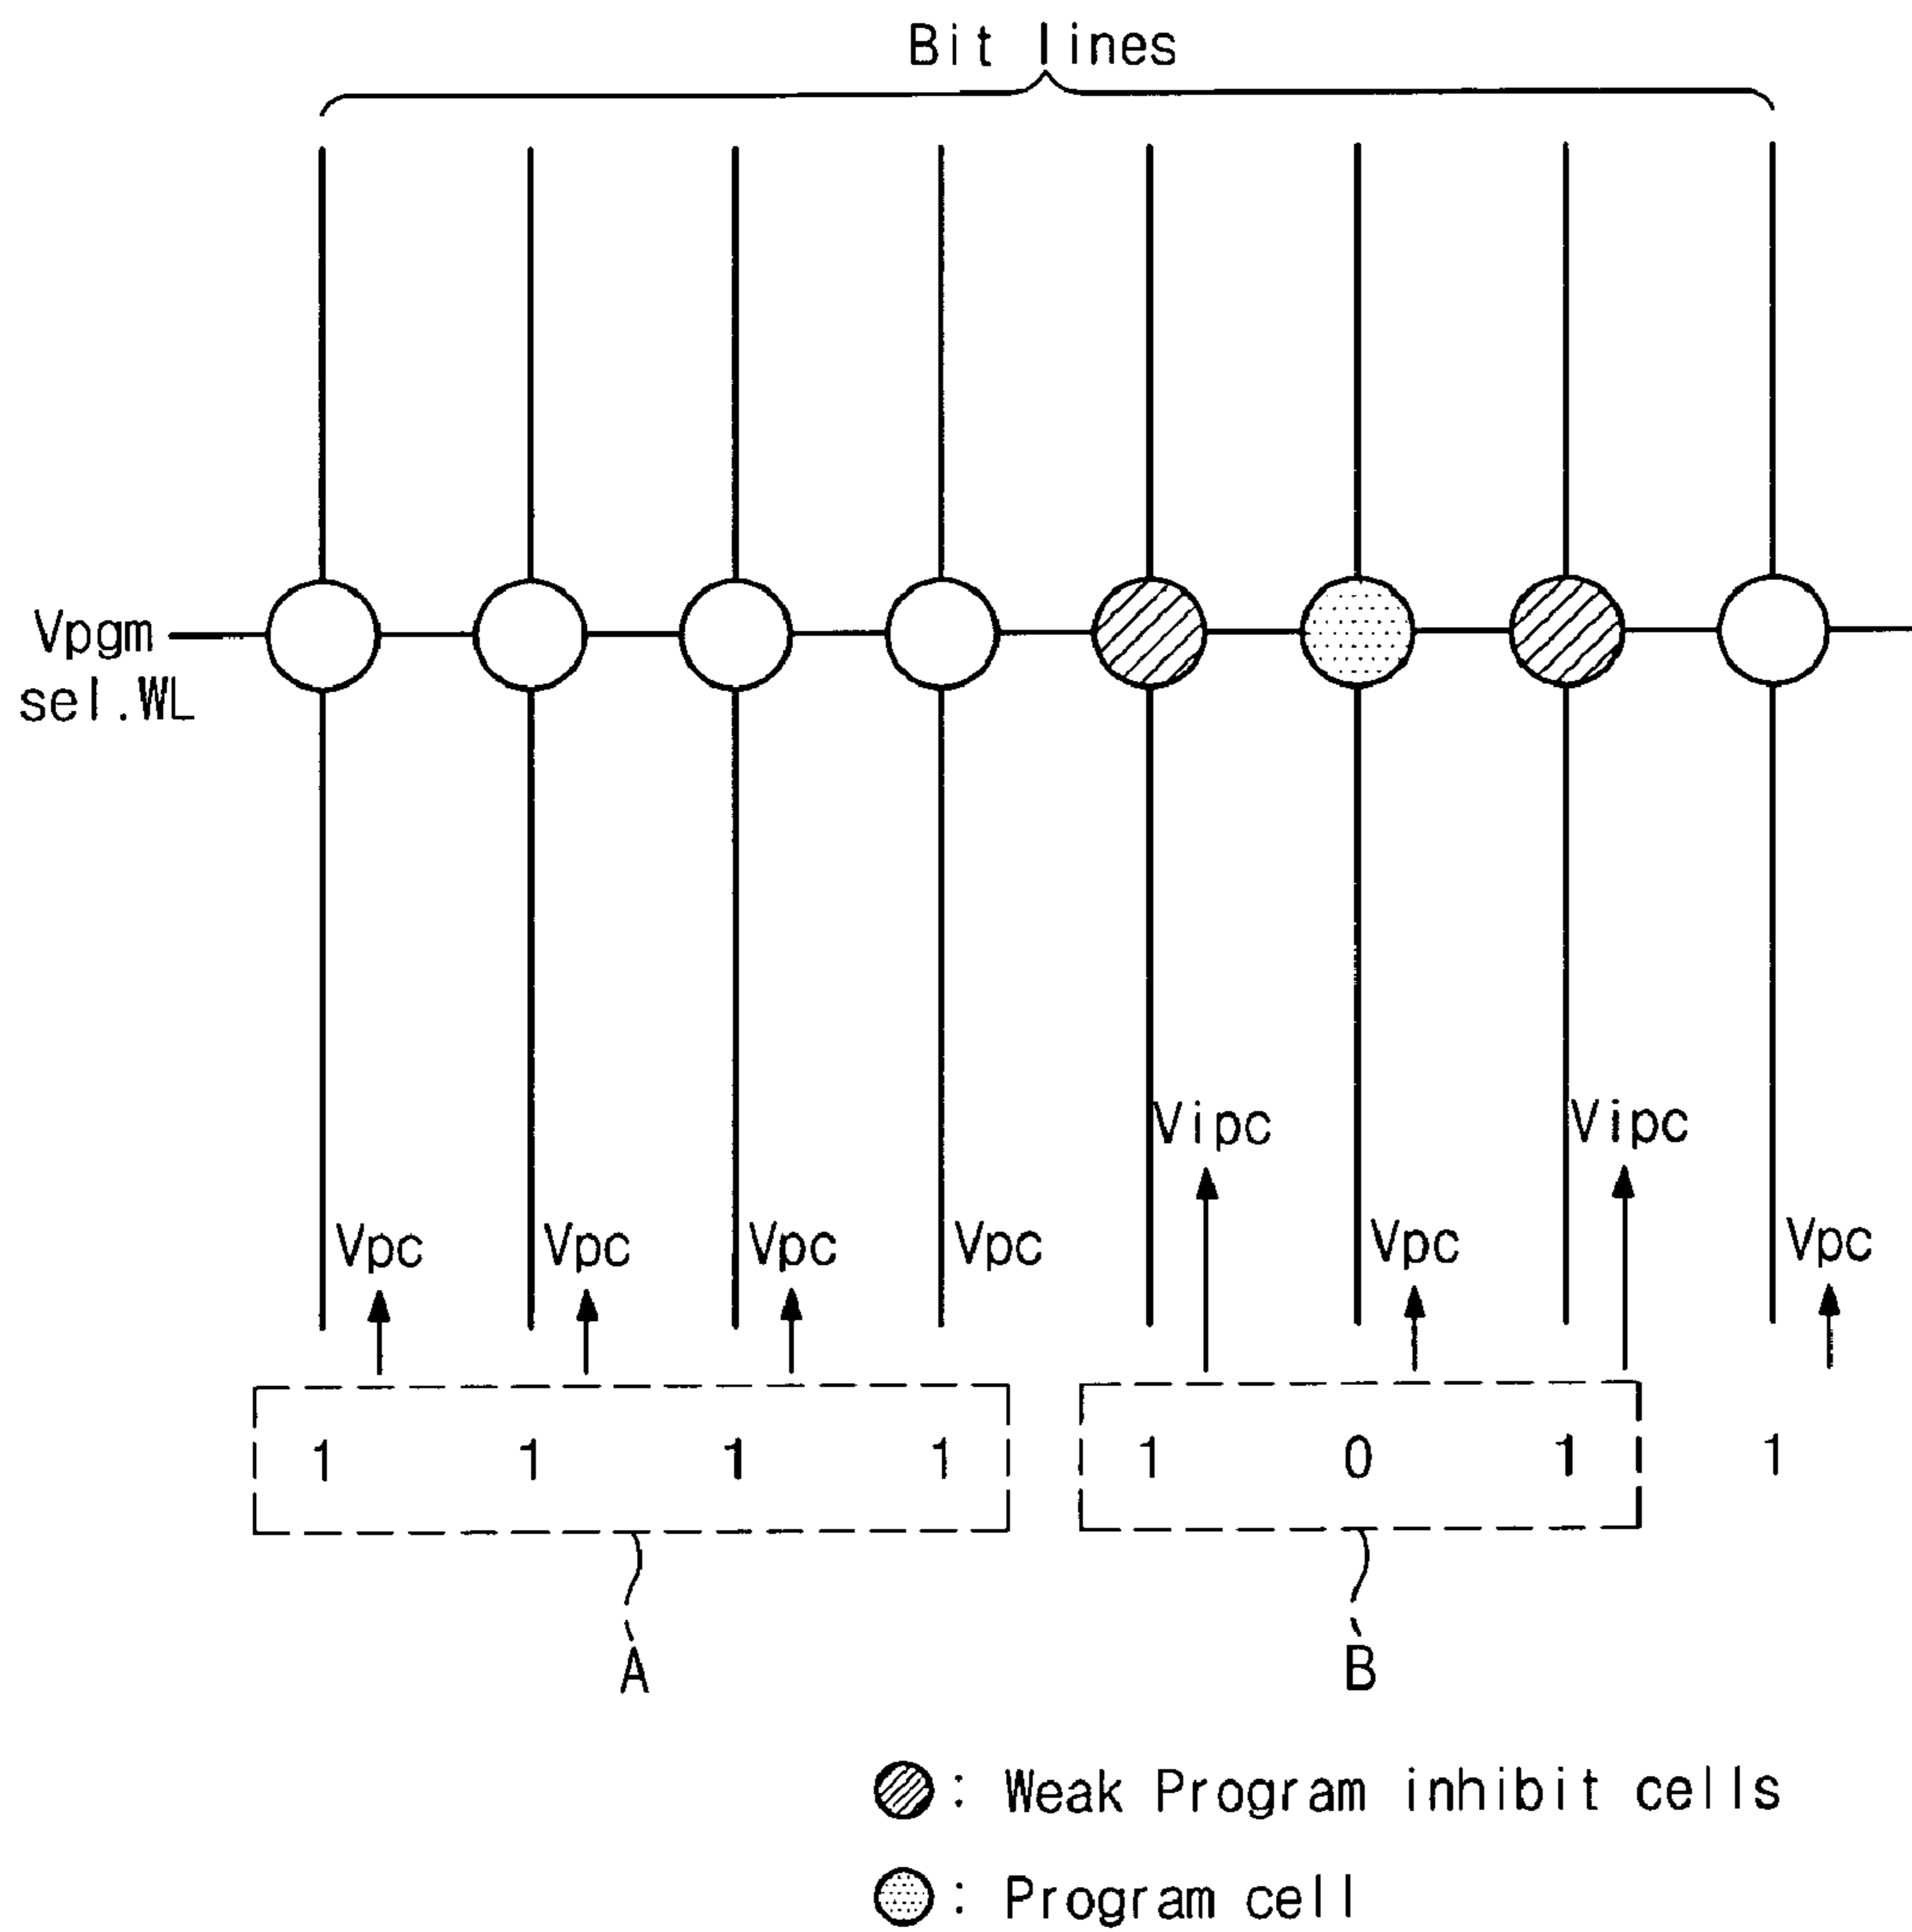 Bit lines
Vpgm
sel.WL
Vipc Vipc
Vpc Vpc Vpc Vpc Vpc Vpc
1 1 1 1 1 0 1 1
A B
: Weak Program inhibit cells
: Program cell